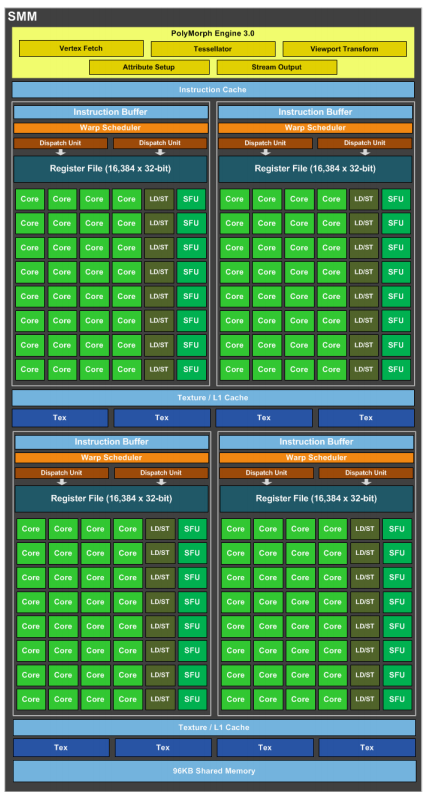 SMM
PolyMorph Engine 3.0
Vertex Fetch Tessellator Viewport Transform
Attribute Setup Stream Output
Instruction Cache
Instruction Buffer Instruction Buffer
Warp Scheduler Warp Scheduler
Dispatch Unit Dispatch Unit Dispatch Unit Dispatch Unit
Register File (16,384 x 32-bit) Register File (16,384 x 32-bit)
Core Core Core Core LD/ST SFU Core Core Core Core LD/ST SFU
Core Core Core Core LD/ST SFU Core Core Core Core LD/ST SFU
Core Core Core Core LD/ST SFU Core Core Core Core LD/ST SFU
Core Core Core Core LD/ST SFU Core Core Core Core LD/ST SFU
Core Core Core Core LD/ST SFU Core Core Core Core LD/ST SFU
Core Core Core Core LD/ST SFU Core Core Core Core LD/ST SFU
Core Core Core Core LD/ST SFU Core Core Core Core LD/ST SFU
Core Core Core Core LD/ST SFU Core Core Core Core LD/ST SFU
Texture / L1 Cache
Tex Tex Tex Tex
Instruction Buffer Instruction Buffer
Warp Scheduler Warp Scheduler
Dispatch Unit Dispatch Unit Dispatch Unit Dispatch Unit
Register File (16,384 x 32-bit) Register File (16,384 x 32-bit)
Core Core Core Core LD/ST SFU Core Core Core Core LD/ST SFU
Core Core Core Core LD/ST SFU Core Core Core Core LD/ST SFU
Core Core Core Core LD/ST SFU Core Core Core Core LD/ST SFU
Core Core Core Core LD/ST SFU Core Core Core Core LD/ST SFU
Core Core Core Core LD/ST SFU Core Core Core Core LD/ST SFU
Core Core Core Core LD/ST SFU Core Core Core Core LD/ST SFU
Core Core Core Core LD/ST SFU Core Core Core Core LD/ST SFU
Core Core Core Core LD/ST SFU Core Core Core Core LD/ST SFU
Texture / L1 Cache
Tex Tex Tex Tex
96KB Shared Memory